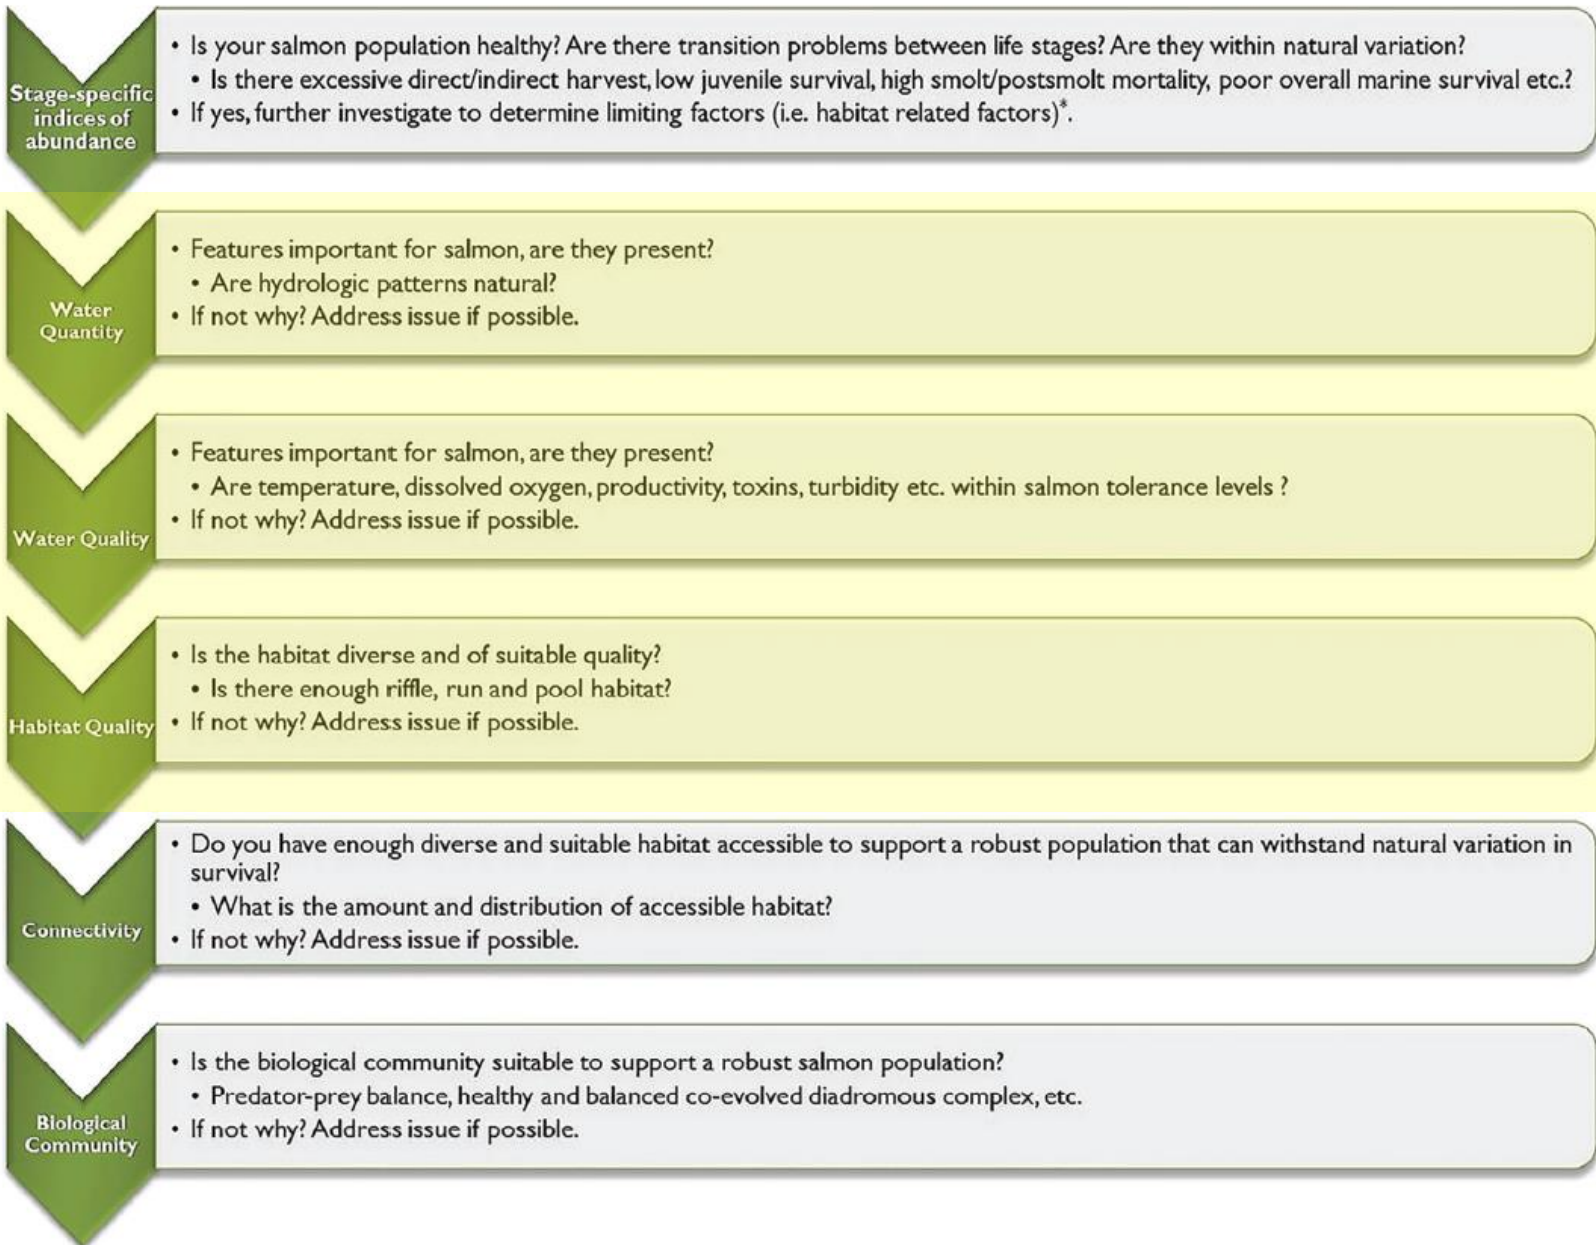 Stage-specific
indices of
abundance
• Is your salmon population healthy? Are there transition problems between life stages? Are they within natural variation?
• Is there excessive direct/indirect harvest, low juvenile survival, high smolt/postsmolt mortality, poor overall marine survival etc.?
• If yes, further investigate to determine limiting factors (i.e. habitat related factors)*.
Water
Quantity
• Features important for salmon, are they present?
• Are hydrologic patterns natural?
• If not why? Address issue if possible.
Water Quality
• Features important for salmon, are they present?
• Are temperature, dissolved oxygen, productivity, toxins, turbidity etc. within salmon tolerance levels ?
• If not why? Address issue if possible.
Habitat Quality
• Is the habitat diverse and of suitable quality?
• Is there enough riffle, run and pool habitat?
• If not why? Address issue if possible.
Connectivity
• Do you have enough diverse and suitable habitat accessible to support a robust population that can withstand natural variation in
survival?
• What is the amount and distribution of accessible habitat?
• If not why? Address issue if possible.
Biological
Community
• Is the biological community suitable to support a robust salmon population?
• Predator-prey balance, healthy and balanced co-evolved diadromous complex, etc.
• If not why? Address issue if possible.